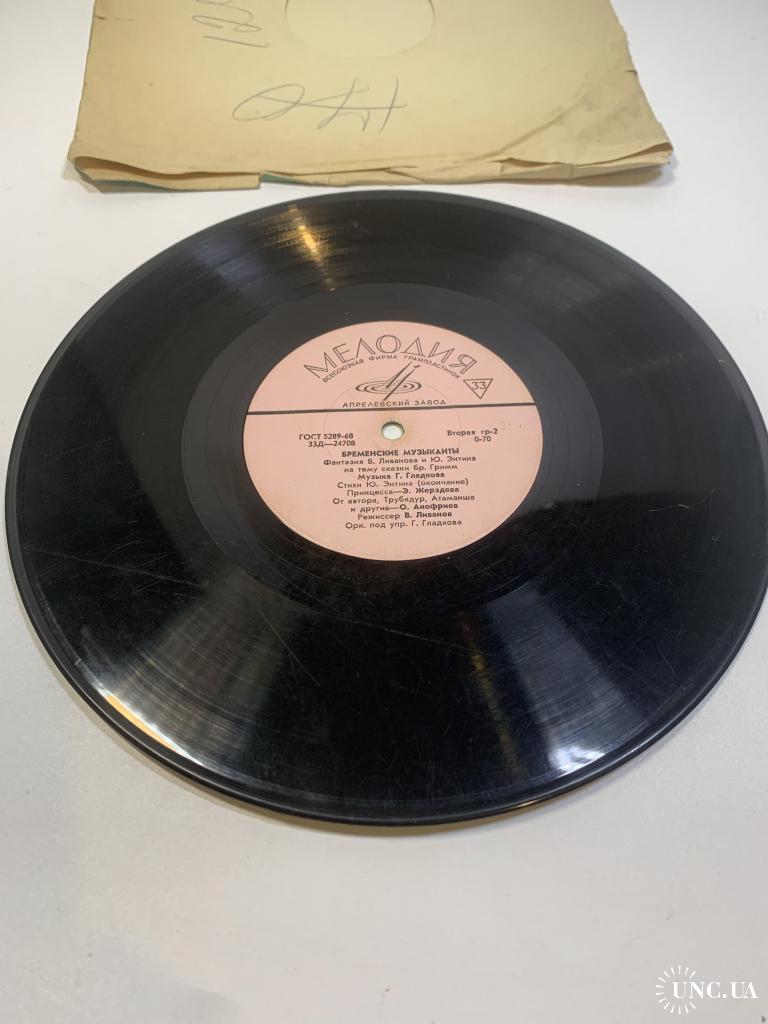 МЕЛОДИЯ
ВСЕСОЮЗНАЯ ФИРМА ГРАМПЛАСТИНОК
33
АПРЕЛЕВСКИЙ ЗАВОД
ГОСТ 5289-68
33Д—24708
Вторая гр-2
0-70
БРЕМЕНСКИЕ МУЗЫКАНТЫ
Фантазия В. Ливанова и Ю. Энтина
на тему сказки бр. Гримм
Музыка Г. Гладкова
Стихи Ю. Энтина (окончание)
Принцесса—Э. Жерздева
От автора, Трубадур, Атаманша
и другие—О. Анофриев
Режиссер В. Ливанов
Орк. под упр. Г. Гладкова
UNC.UA